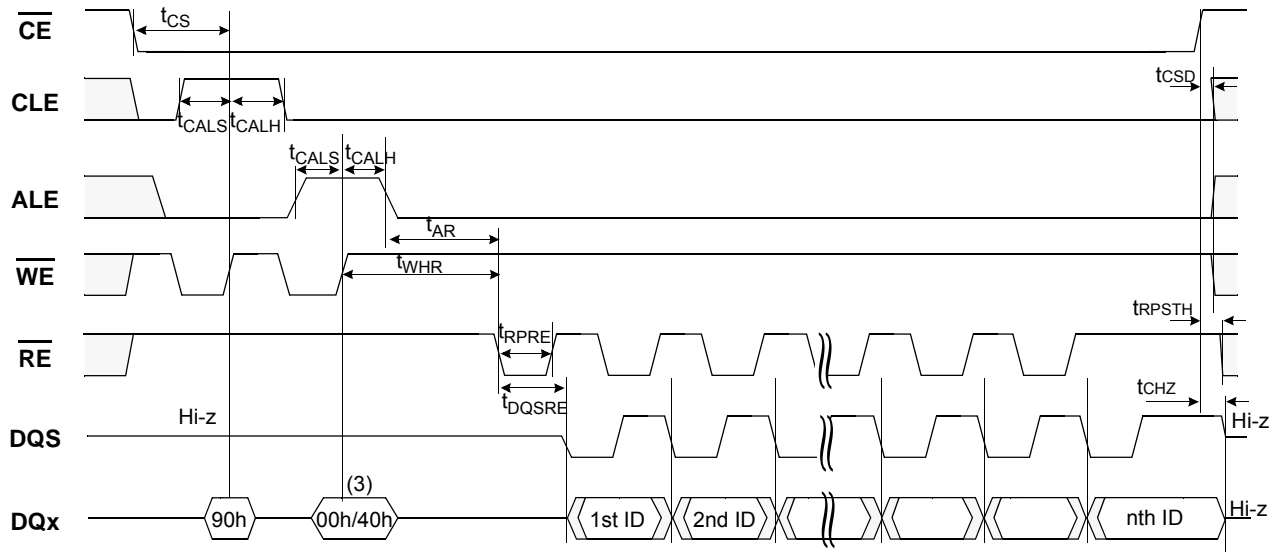 CE tCS
tCSD
CLE
tCALS tCALH
tCALS tCALH
ALE
tAR
WE
tWHR
tRPRE tRPSTH
RE
tDQSRE tCHZ
Hi-z Hi-z
DQS
(3)
Hi-z
DQx 90h 00h/40h 1st ID 2nd ID nth ID